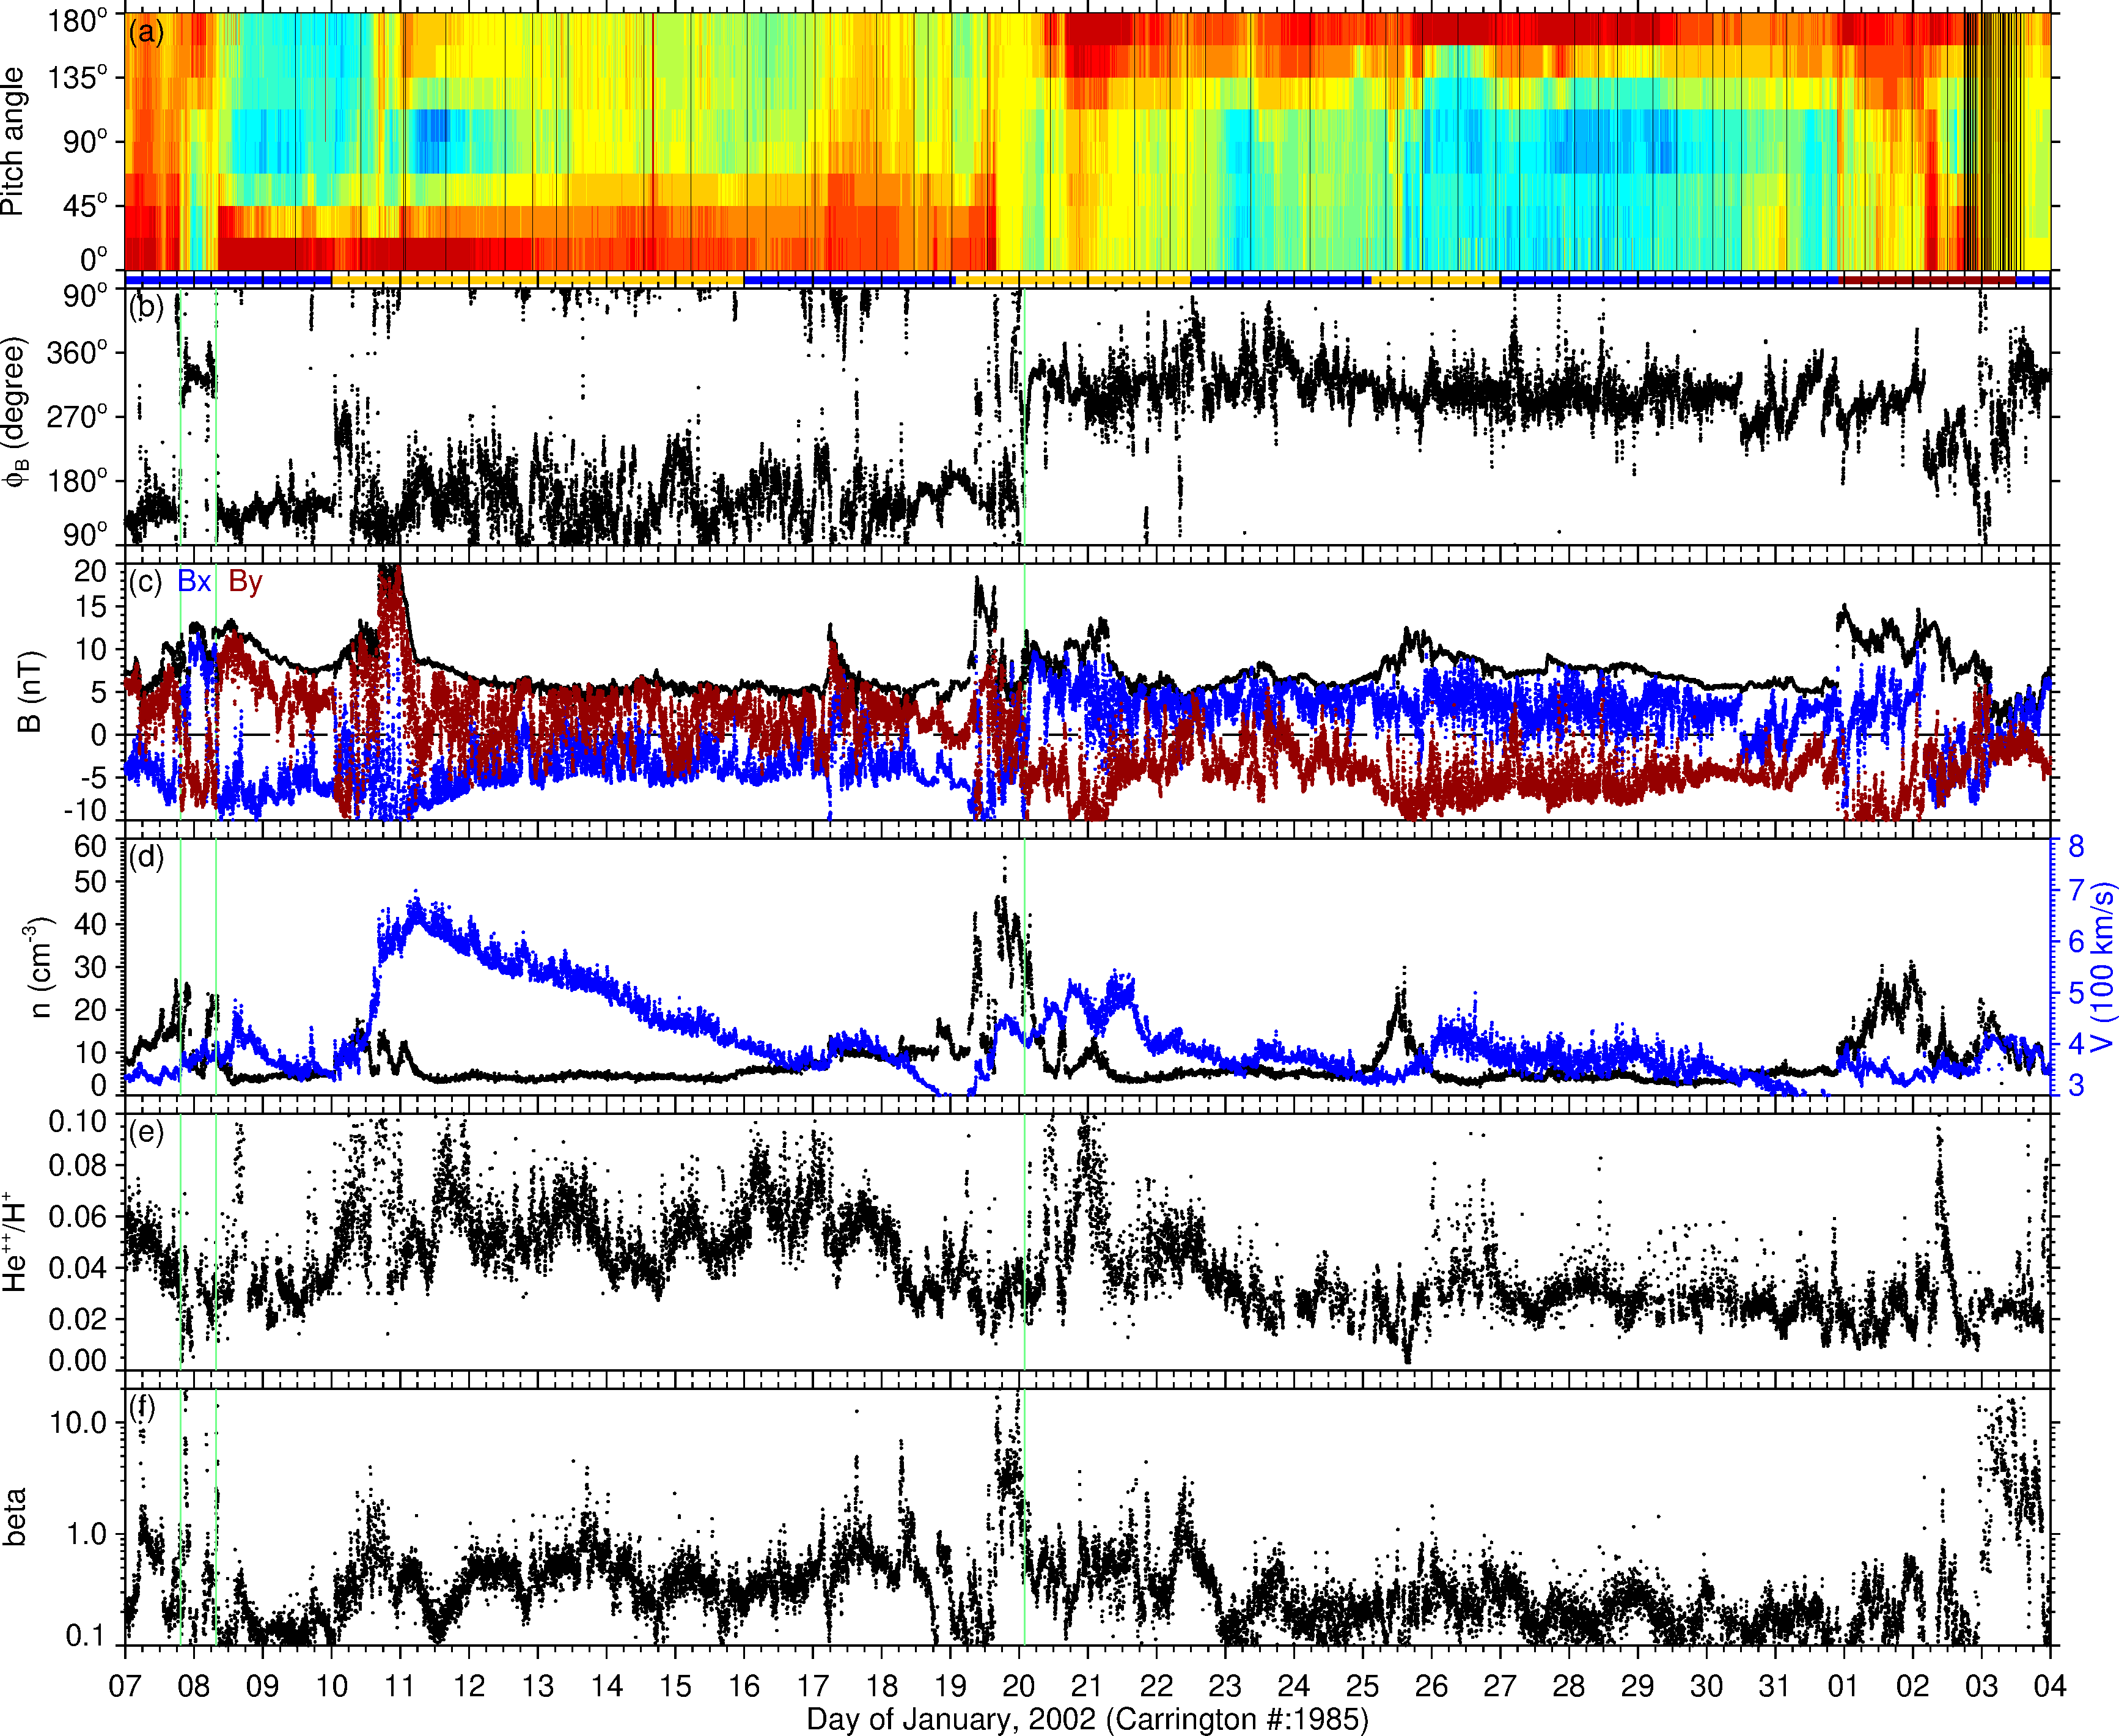 (a)
180°
135°
90°
45°
0°
Pitch angle
(b)
90°
360°
270°
180°
90°
ϕB (degree)
(c) Bx By
20
15
10
5
0
-5
-10
B (nT)
(d)
60
50
40
30
20
10
0
n (cm-3)
8
7
6
5
4
3
V (100 km/s)
(e)
0.10
0.08
0.06
0.04
0.02
0.00
He++/H+
(f)
10.0
1.0
0.1
beta
07 08 09 10 11 12 13 14 15 16 17 18 19 20 21 22 23 24 25 26 27 28 29 30 31 01 02 03 04
Day of January, 2002 (Carrington #:1985)